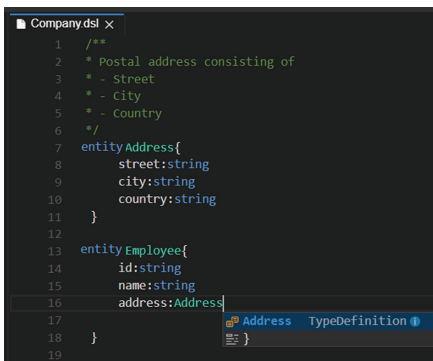 Company.dsl ×
1 /**
2 * Postal address consisting of
3 * - Street
4 * - City
5 * - Country
6 */
7 entity Address{
8 street:string
9 city:string
10 country:string
11 }
12
13 entity Employee{
14 id:string
15 name:string
16 address:Address
17 Address TypeDefinition i
18 } }
19